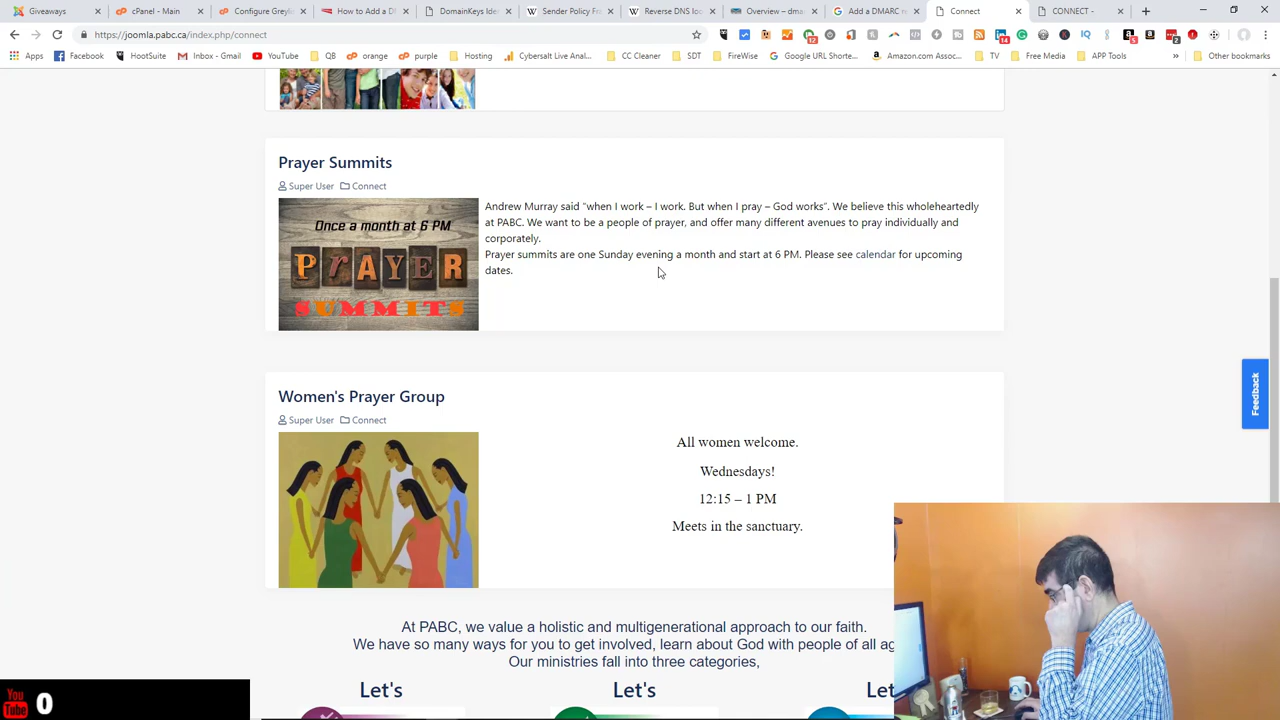 Giveaways
cPanel - Main
Configure Greyli
How to Add a D
DomainKeys Ide
Sender Policy F
Reverse DNS loo
Overview – dma
Add a DMARC re
Connect
CONNECT -
https://joomla.pabc.ca/index.php/connect
Apps
Facebook
HootSuite
Inbox - Gmail
YouTube
QB
orange
purple
Hosting
Cybersalt Live Anal...
CC Cleaner
SDT
FireWise
Google URL Shorte...
Amazon.com Assoc...
TV
Free Media
APP Tools
Other bookmarks
Prayer Summits
Super User Connect
Once a month at 6 PM
PrAYER
SUMMITS
Andrew Murray said "when I work – I work. But when I pray – God works". We believe this wholeheartedly
at PABC. We want to be a people of prayer, and offer many different avenues to pray individually and
corporately.
Prayer summits are one Sunday evening a month and start at 6 PM. Please see calendar for upcoming
dates.
Feedback
Women's Prayer Group
Super User Connect
All women welcome.
Wednesdays!
12:15 – 1 PM
Meets in the sanctuary.
At PABC, we value a holistic and multigenerational approach to our faith.
We have so many ways for you to get involved, learn about God with people of all ag
Our ministries fall into three categories,
Let's
Let's
Let
You
Tube
0